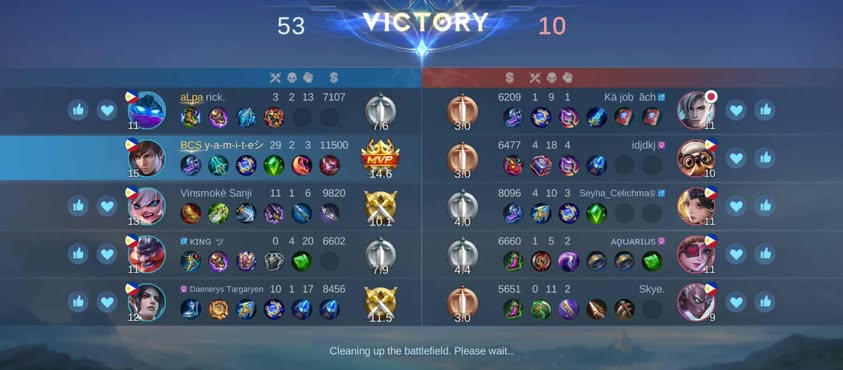 53 VICTORY 10
$ $
aLpa rick. 3 2 13 7107 7.6 11
3.0 6209 1 9 1 Kä job ãch 11
BCS y-a-m-i-t-eシ 29 2 3 11500 MVP 14.6 15
3.0 6477 4 18 4 idjdkj 10
Vinsmoké Sanji 11 1 6 9820 10.1 13
4.0 8096 4 10 3 Seyha_Celichma♔ 11
ᴋɪɴɢ ツ 0 4 20 6602 7.9 11
4.4 6660 1 5 2 AQUARIUS 11
Daenerys Targaryen 10 1 17 8456 11.5 12
3.0 5651 0 11 2 Skye. 9
Cleaning up the battlefield. Please wait...